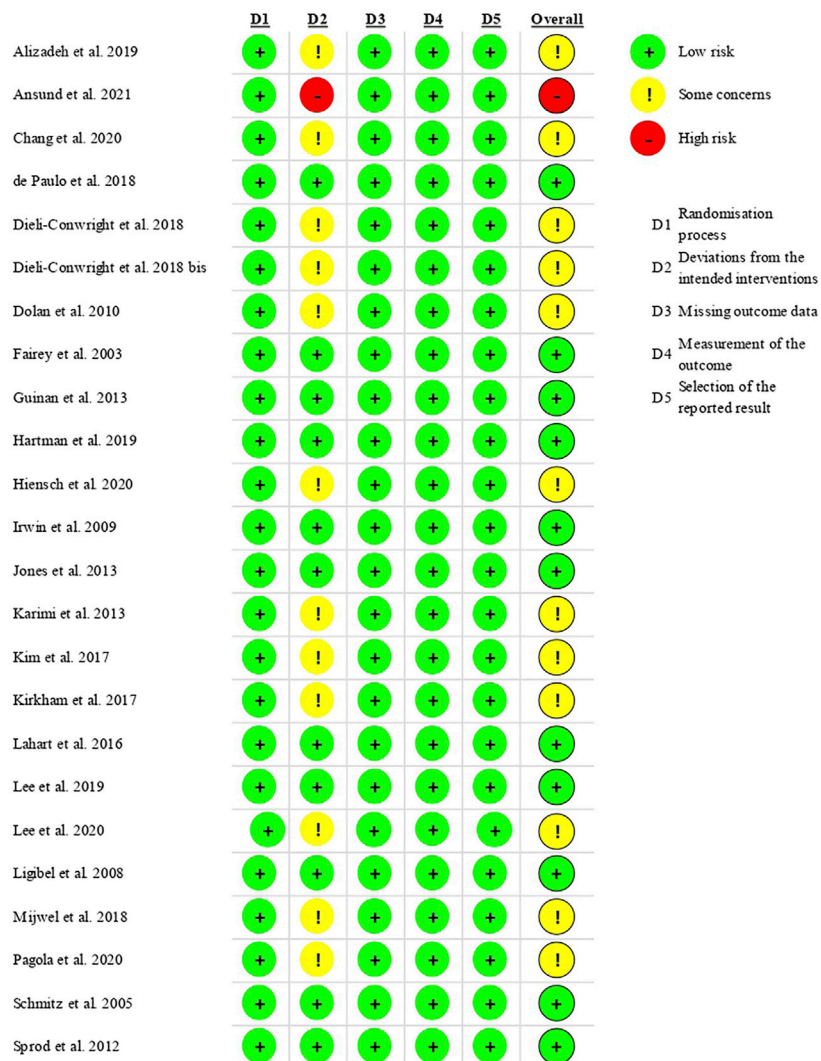 D1 D2 D3 D4 D5 Overall
Alizadeh et al. 2019 + ! + + + !
Ansund et al. 2021 + - + + + -
Chang et al. 2020 + ! + + + !
de Paulo et al. 2018 + + + + + +
Dieli-Conwright et al. 2018 + ! + + + !
Dieli-Conwright et al. 2018 bis + ! + + + !
Dolan et al. 2010 + ! + + + !
Fairey et al. 2003 + + + + + +
Guinan et al. 2013 + + + + + +
Hartman et al. 2019 + + + + + +
Hiensch et al. 2020 + ! + + + !
Irwin et al. 2009 + + + + + +
Jones et al. 2013 + + + + + +
Karimi et al. 2013 + ! + + + !
Kim et al. 2017 + ! + + + !
Kirkham et al. 2017 + ! + + + !
Lahart et al. 2016 + + + + + +
Lee et al. 2019 + + + + + +
Lee et al. 2020 + ! + + + !
Ligibel et al. 2008 + + + + + +
Mijwel et al. 2018 + ! + + + !
Pagola et al. 2020 + ! + + + !
Schmitz et al. 2005 + + + + + +
Sprod et al. 2012 + + + + + +
+ Low risk
! Some concerns
- High risk
D1 Randomisation
process
D2 Deviations from the
intended interventions
D3 Missing outcome data
D4 Measurement of the
outcome
D5 Selection of the
reported result